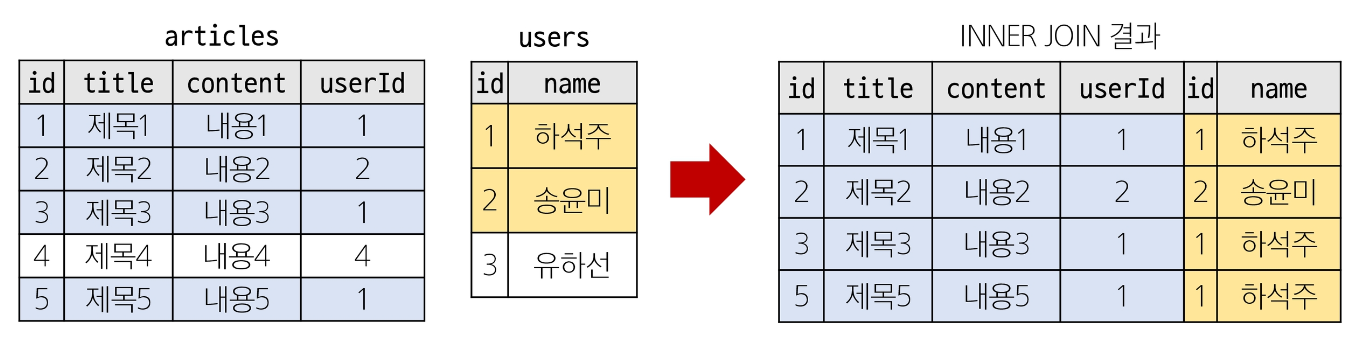 articles
id title content userId
1 제목1 내용1 1
2 제목2 내용2 2
3 제목3 내용3 1
4 제목4 내용4 4
5 제목5 내용5 1
users
id name
1 하석주
2 송윤미
3 유하선
INNER JOIN 결과
id title content userId id name
1 제목1 내용1 1 1 하석주
2 제목2 내용2 2 2 송윤미
3 제목3 내용3 1 1 하석주
5 제목5 내용5 1 1 하석주